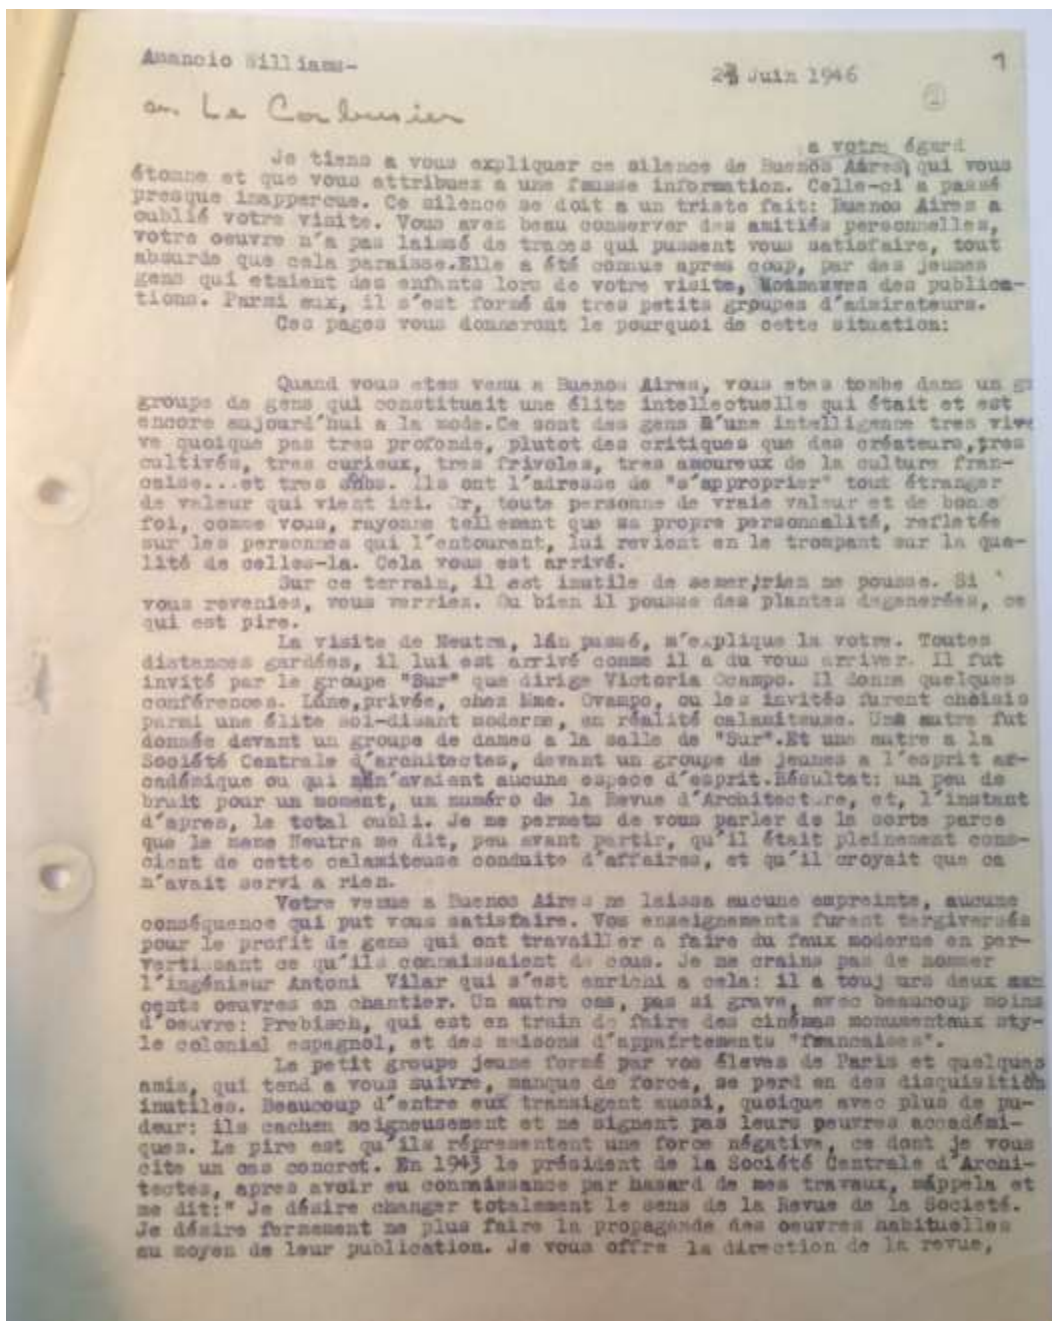 Amancio Williams-
2 Juin 1946
1
Le Corbusier
1
a votre égard
Je tiens a vous expliquer ce silence de Buenos Aires, qui vous
étonne et que vous attribuez a une fausse information. Celle-ci a passé
presque inappercue. Ce silence se doit a un triste fait: Buenos Aires a
oublié votre visite. Vous avez beau conserver des amitiés personnelles,
votre oeuvre n'a pas laissé de traces qui pussent vous satisfaire, tout
absurde que cela paraisse.Elle a été connue apres coup, par des jeunes
gens qui etaient des enfants lors de votre visite, des publica-
tions. Parmi eux, il s'est formé de tres petits groupes d'admirateurs.
Ces pages vous donneront le pourquoi de cette situation:
Quand vous etes venu a Buenos Aires, vous etes tombe dans un
groupe de gens qui constituait une élite intellectuelle qui était et est
encore aujourd'hui a la mode.Ce sont des gens d'une intelligence tres vive
ve quoique pas tres profonde, plutot des critiques que des créateurs,tres
cultivés, tres curieux, tres frivoles, tres amoureux de la culture fran-
caise...et tres snbs. Ils ont l'adresse de "s'approprier" tout étranger
de valeur qui vient ici. Or, toute personne de vraie valeur et de bonne
foi, comme vous, rayonne tellement que sa propre personnalité, refletée
sur les personnes qui l'entourent, lui revient en le trompant sur la qua-
lité de celles-la. Cela vous est arrivé.
Sur ce terrain, il est inutile de semer;rien ne pousse. Si
vous reveniez, vous verriez. Ou bien il pousse des plantes degenerées, ce
qui est pire.
La visite de Neutra, lán passé, m'explique la votre. Toutes
distances gardées, il lui est arrivé comme il a du vous arriver. Il fut
invité par le groupe "Sur" que dirige Victoria Ocampo. Il donna quelques
conférences. Lúne,privée, chez Mme. Ovampo, ou les invités furent choisis
parmi une élite soi-disant moderne, en réalité calamiteuse. Une autre fut
donnée devant un groupe de dames a la salle de "Sur".Et une autre a la
Société Centrale d'architectes, devant un groupe de jeunes a l'esprit ar-
cadémique ou qui n'avaient aucune espece d'esprit.Résultat: un peu de
bruit pour un moment, un numéro de la Revue d'Architecture, et, l'instant
d'apres, le total oubli. Je me permets de vous parler de la sorte parce
que le meme Neutra me dit, peu avant partir, qu'il était pleinement cons-
cient de cette calamiteuse conduite d'affaires, et qu'il croyait que ca
n'avait servi a rien.
Votre venue a Buenos Aires ne laissa aucune empreinte, aucune
conséquence qui put vous satisfaire. Vos enseignements furent tergiversés
pour le profit de gens qui ont travailler a faire du faux moderne en per-
vertissant ce qu'ils connaissaient de cous. Je ne crains pas de nommer
l'ingénieur Antoni Vilar qui s'est enrichi a cela: il a touj urs deux
cents oeuvres en chantier. Un autre cas, pas si grave, avec beaucoup moins
d'oeuvre: Prebisch, qui est en train de faire des cinémas monumentaux sty-
le colonial espagnol, et des maisons d'appartements "francaises".
Le petit groupe jeune formé par vos éleves de Paris et quelques
amis, qui tend a vous suivre, manque de force, se perd en des disquisition
inutiles. Beaucoup d'entre eux transigent aussi, quoique avec plus de pu-
deur: ils cachen soigneusement et ne signent pas leurs peuvres accadémi-
ques. Le pire est qu'ils répresentent une force négative, ce dont je vous
cite un cas concret. En 1943 le président de la Société Centrale d'Archi-
tectes, apres avoir eu connaissance par hasard de mes travaux, máppela et
me dit:" Je désire changer totalement le sens de la Revue de la Société.
Je désire fermement ne plus faire la propagande des oeuvres habituelles
au moyen de leur publication. Je vous offre la direction de la revue,